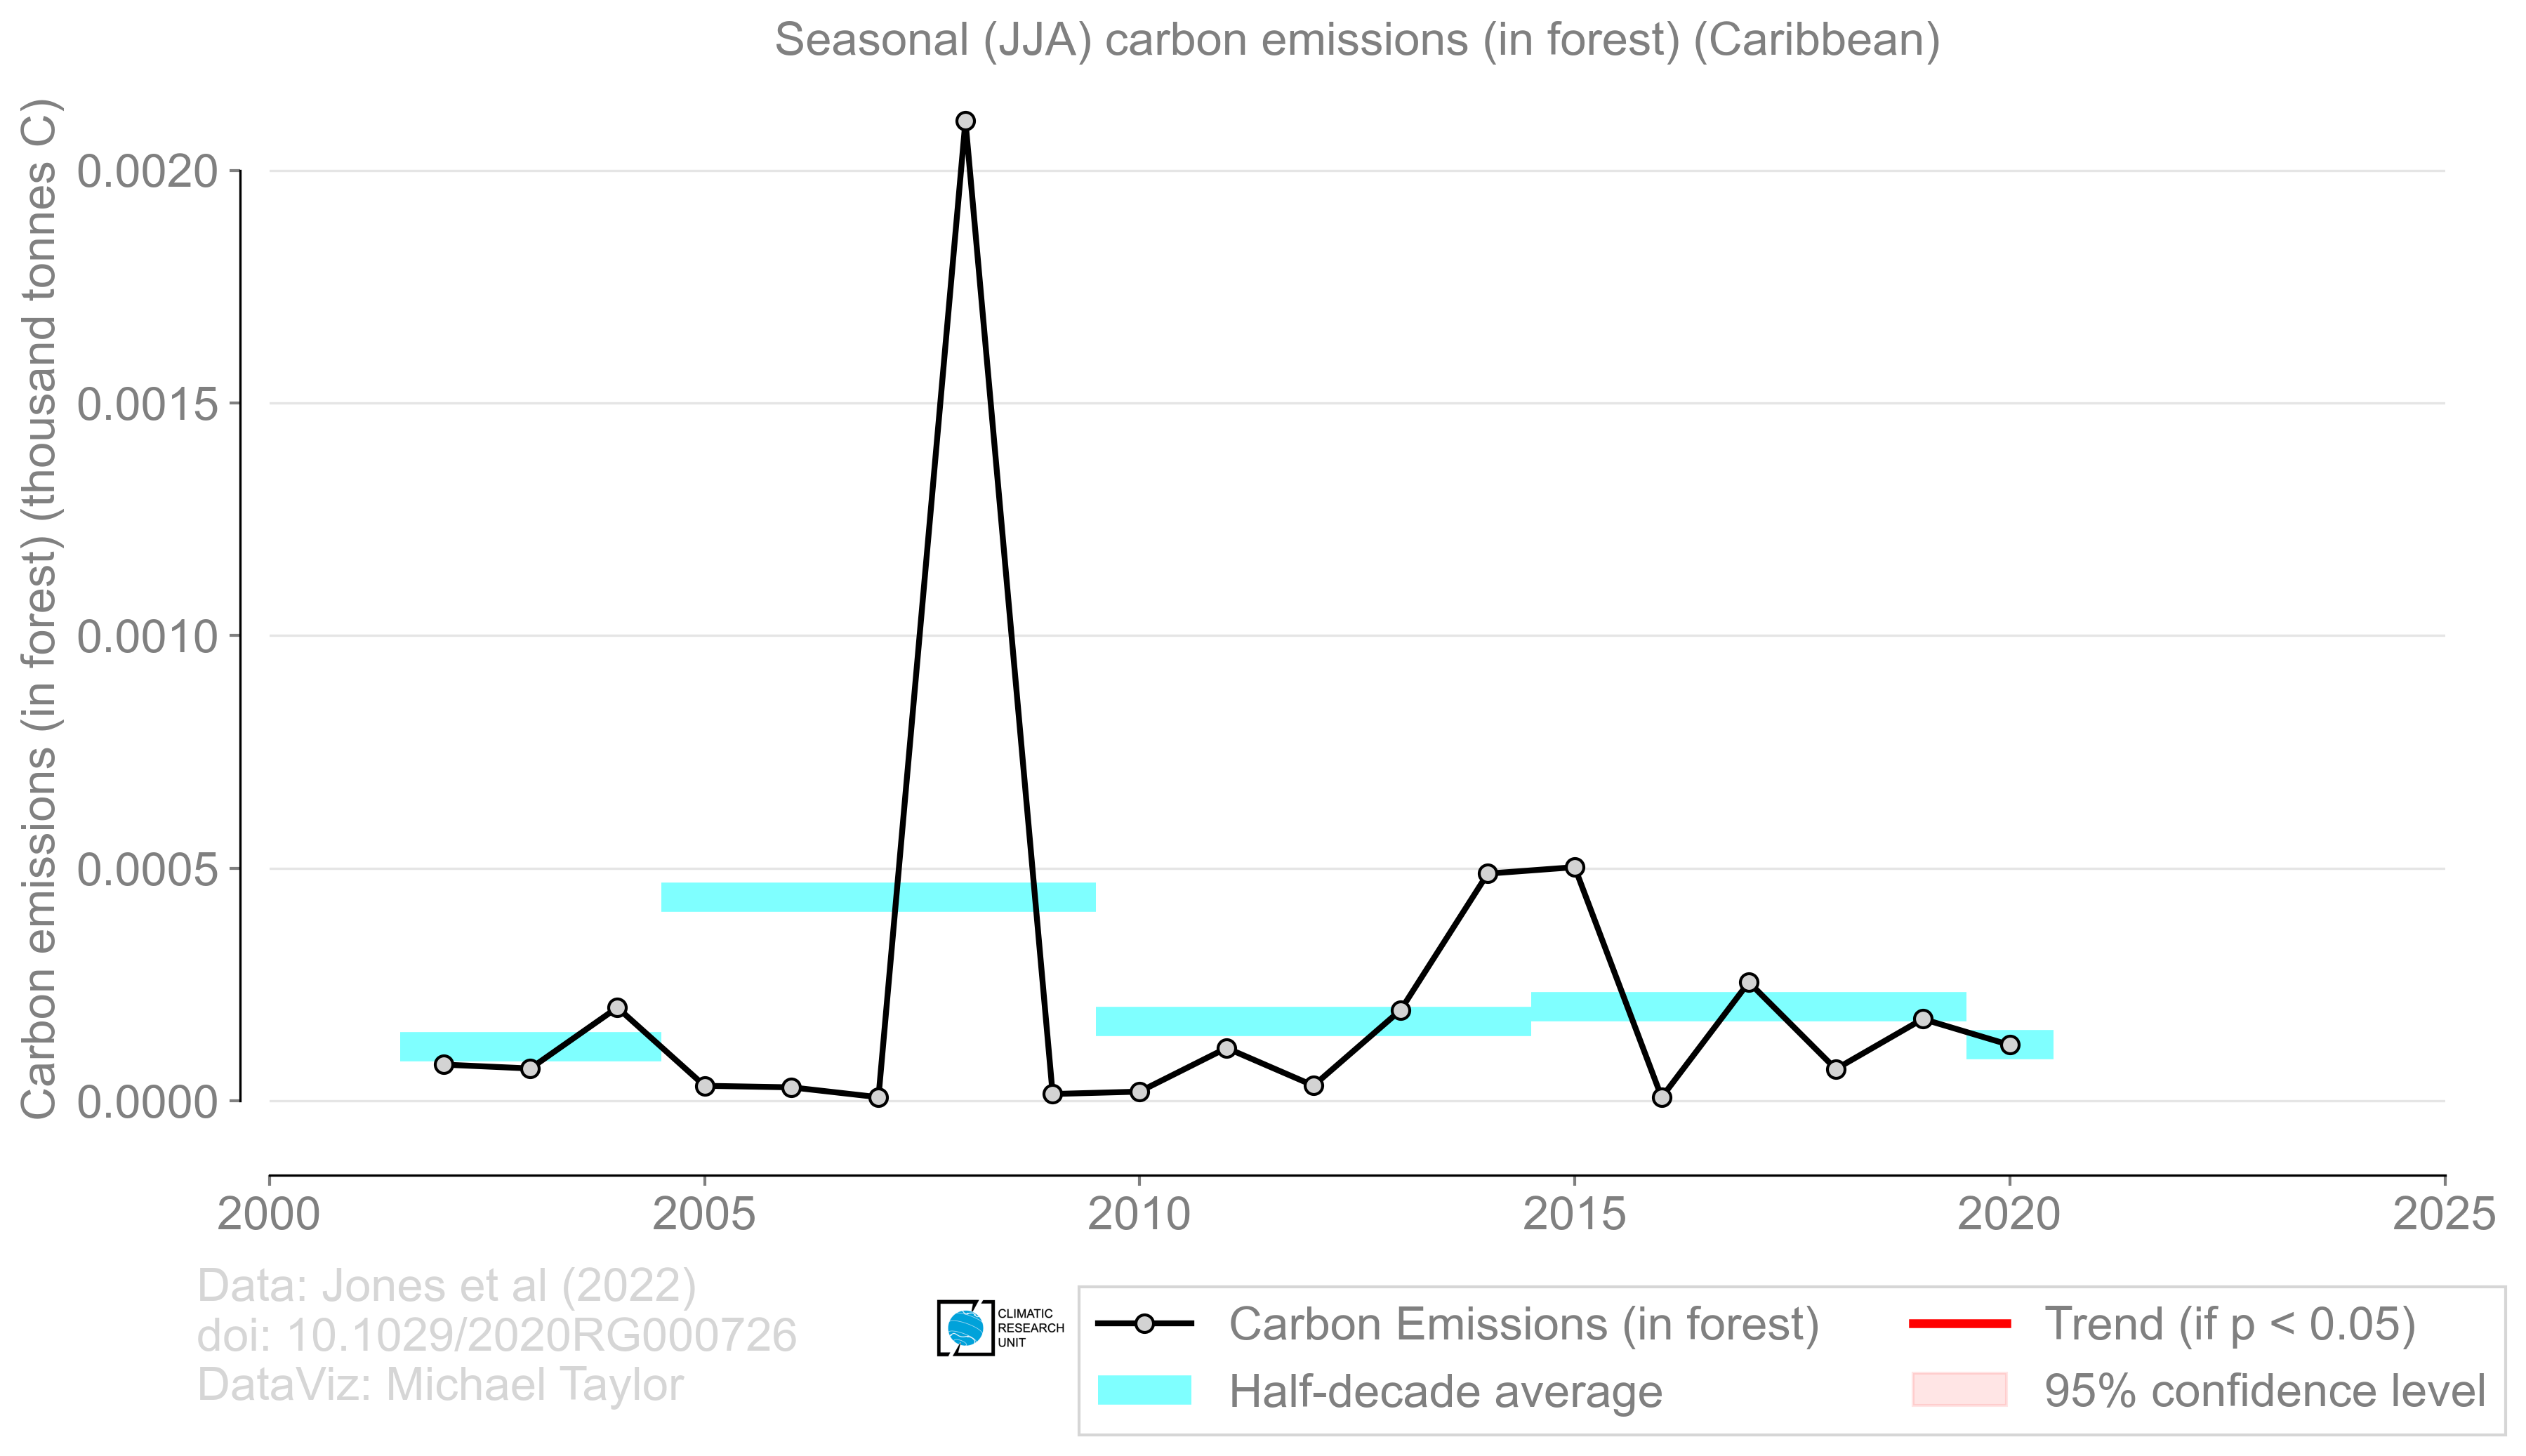 Seasonal (JJA) carbon emissions (in forest) (Caribbean)
Carbon emissions (in forest) (thousand tonnes C)
0.0020
0.0015
0.0010
0.0005
0.0000
2000 2005 2010 2015 2020 2025
Data: Jones et al (2022)
doi: 10.1029/2020RG000726
DataViz: Michael Taylor
CLIMATIC
RESEARCH
UNIT
Carbon Emissions (in forest)
Half-decade average
Trend (if p < 0.05)
95% confidence level